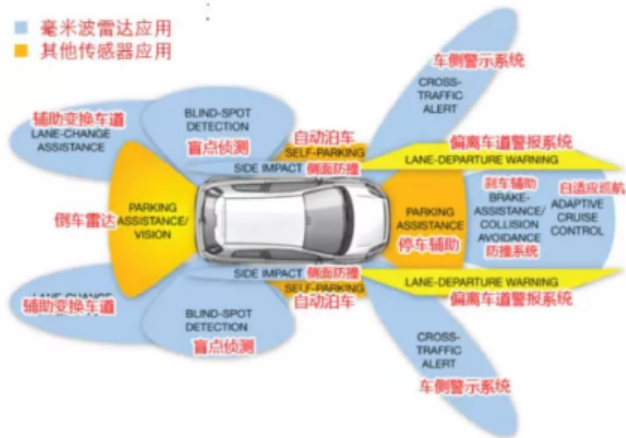 毫米波雷达应用
其他传感器应用
车侧警示系统
CROSS-
TRAFFIC
ALERT
辅助变换车道
LANE-CHANGE
ASSISTANCE
BLIND-SPOT
DETECTION
盲点侦测
自动泊车
SELF-PARKING
SIDE IMPACT 侧面防撞
偏离车道警报系统
LANE-DEPARTURE WARNING
倒车雷达
PARKING
ASSISTANCE/
VISION
PARKING
ASSISTANCE
停车辅助
刹车辅助
BRAKE-
ASSISTANCE/
COLLISION
AVOIDANCE
防撞系统
自适应巡航
ADAPTIVE
CRUISE
CONTROL
SIDE IMPACT 侧面防撞
SELF-PARKING
自动泊车
LANE-DEPARTURE WARNING
偏离车道警报系统
LANE-CHANGE
辅助变换车道
BLIND-SPOT
DETECTION
盲点侦测
CROSS-
TRAFFIC
ALERT
车侧警示系统